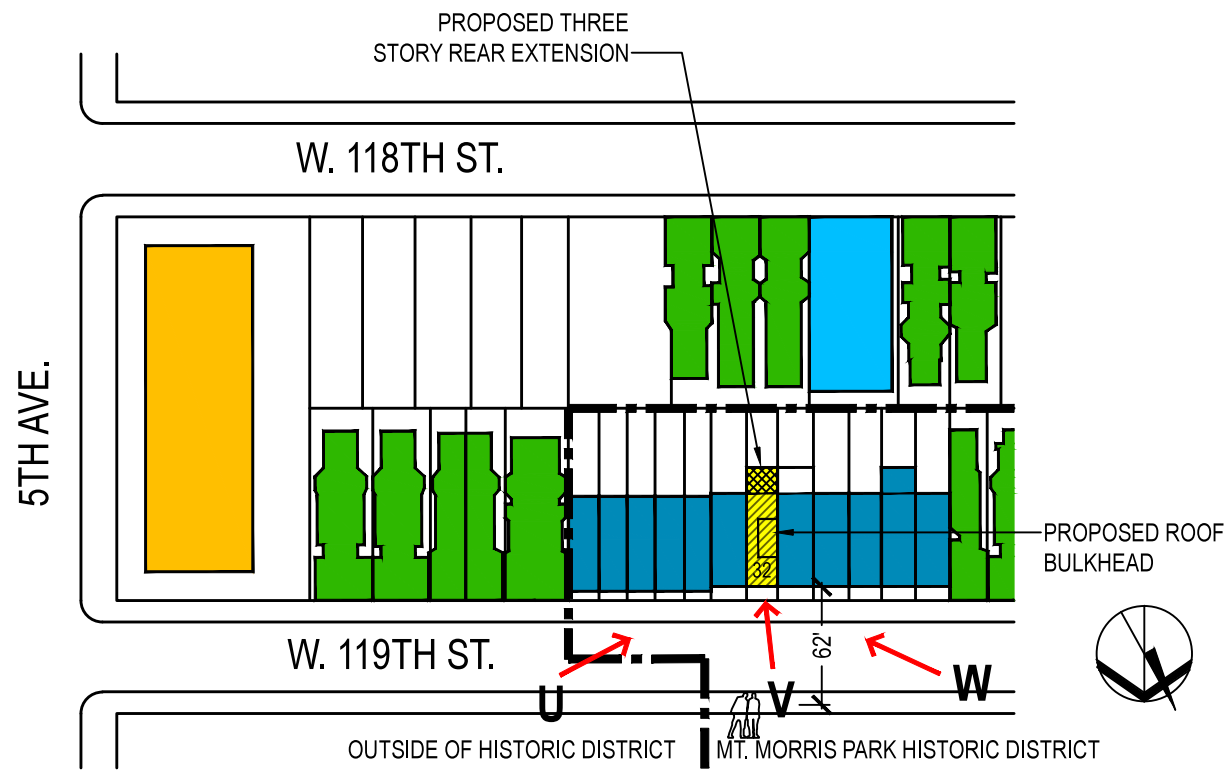 PROPOSED THREE
STORY REAR EXTENSION
W. 118TH ST.
5TH AVE.
PROPOSED ROOF
BULKHEAD
32
62'
W. 119TH ST.
U
V
W
OUTSIDE OF HISTORIC DISTRICT
MT. MORRIS PARK HISTORIC DISTRICT